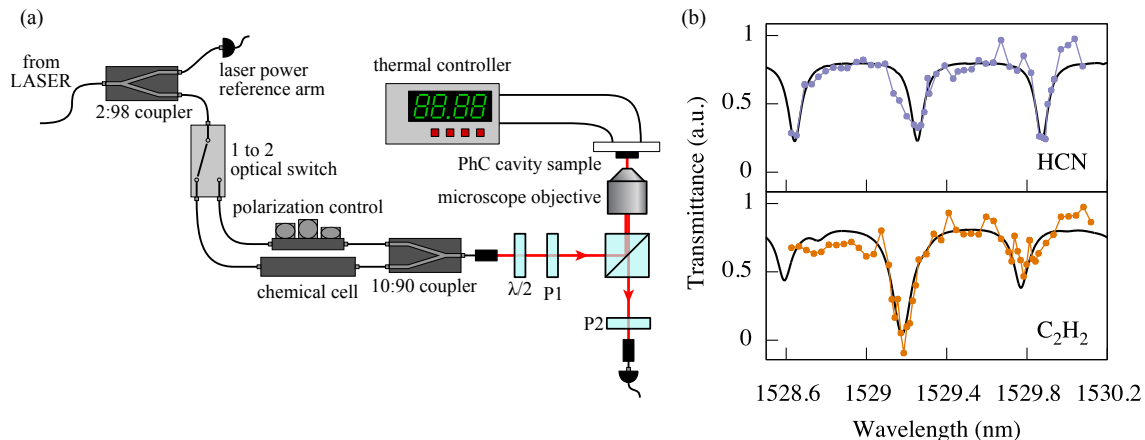 (a)
from
LASER
2:98 coupler
laser power
reference arm
1 to 2
optical switch
polarization control
chemical cell
10:90 coupler
thermal controller
88.88
PhC cavity sample
microscope objective
λ/2
P1
P2
(b)
Transmittance (a.u.)
1
0.5
0
HCN
1
0.5
0
C₂H₂
1528.6 1529 1529.4 1529.8 1530.2
Wavelength (nm)